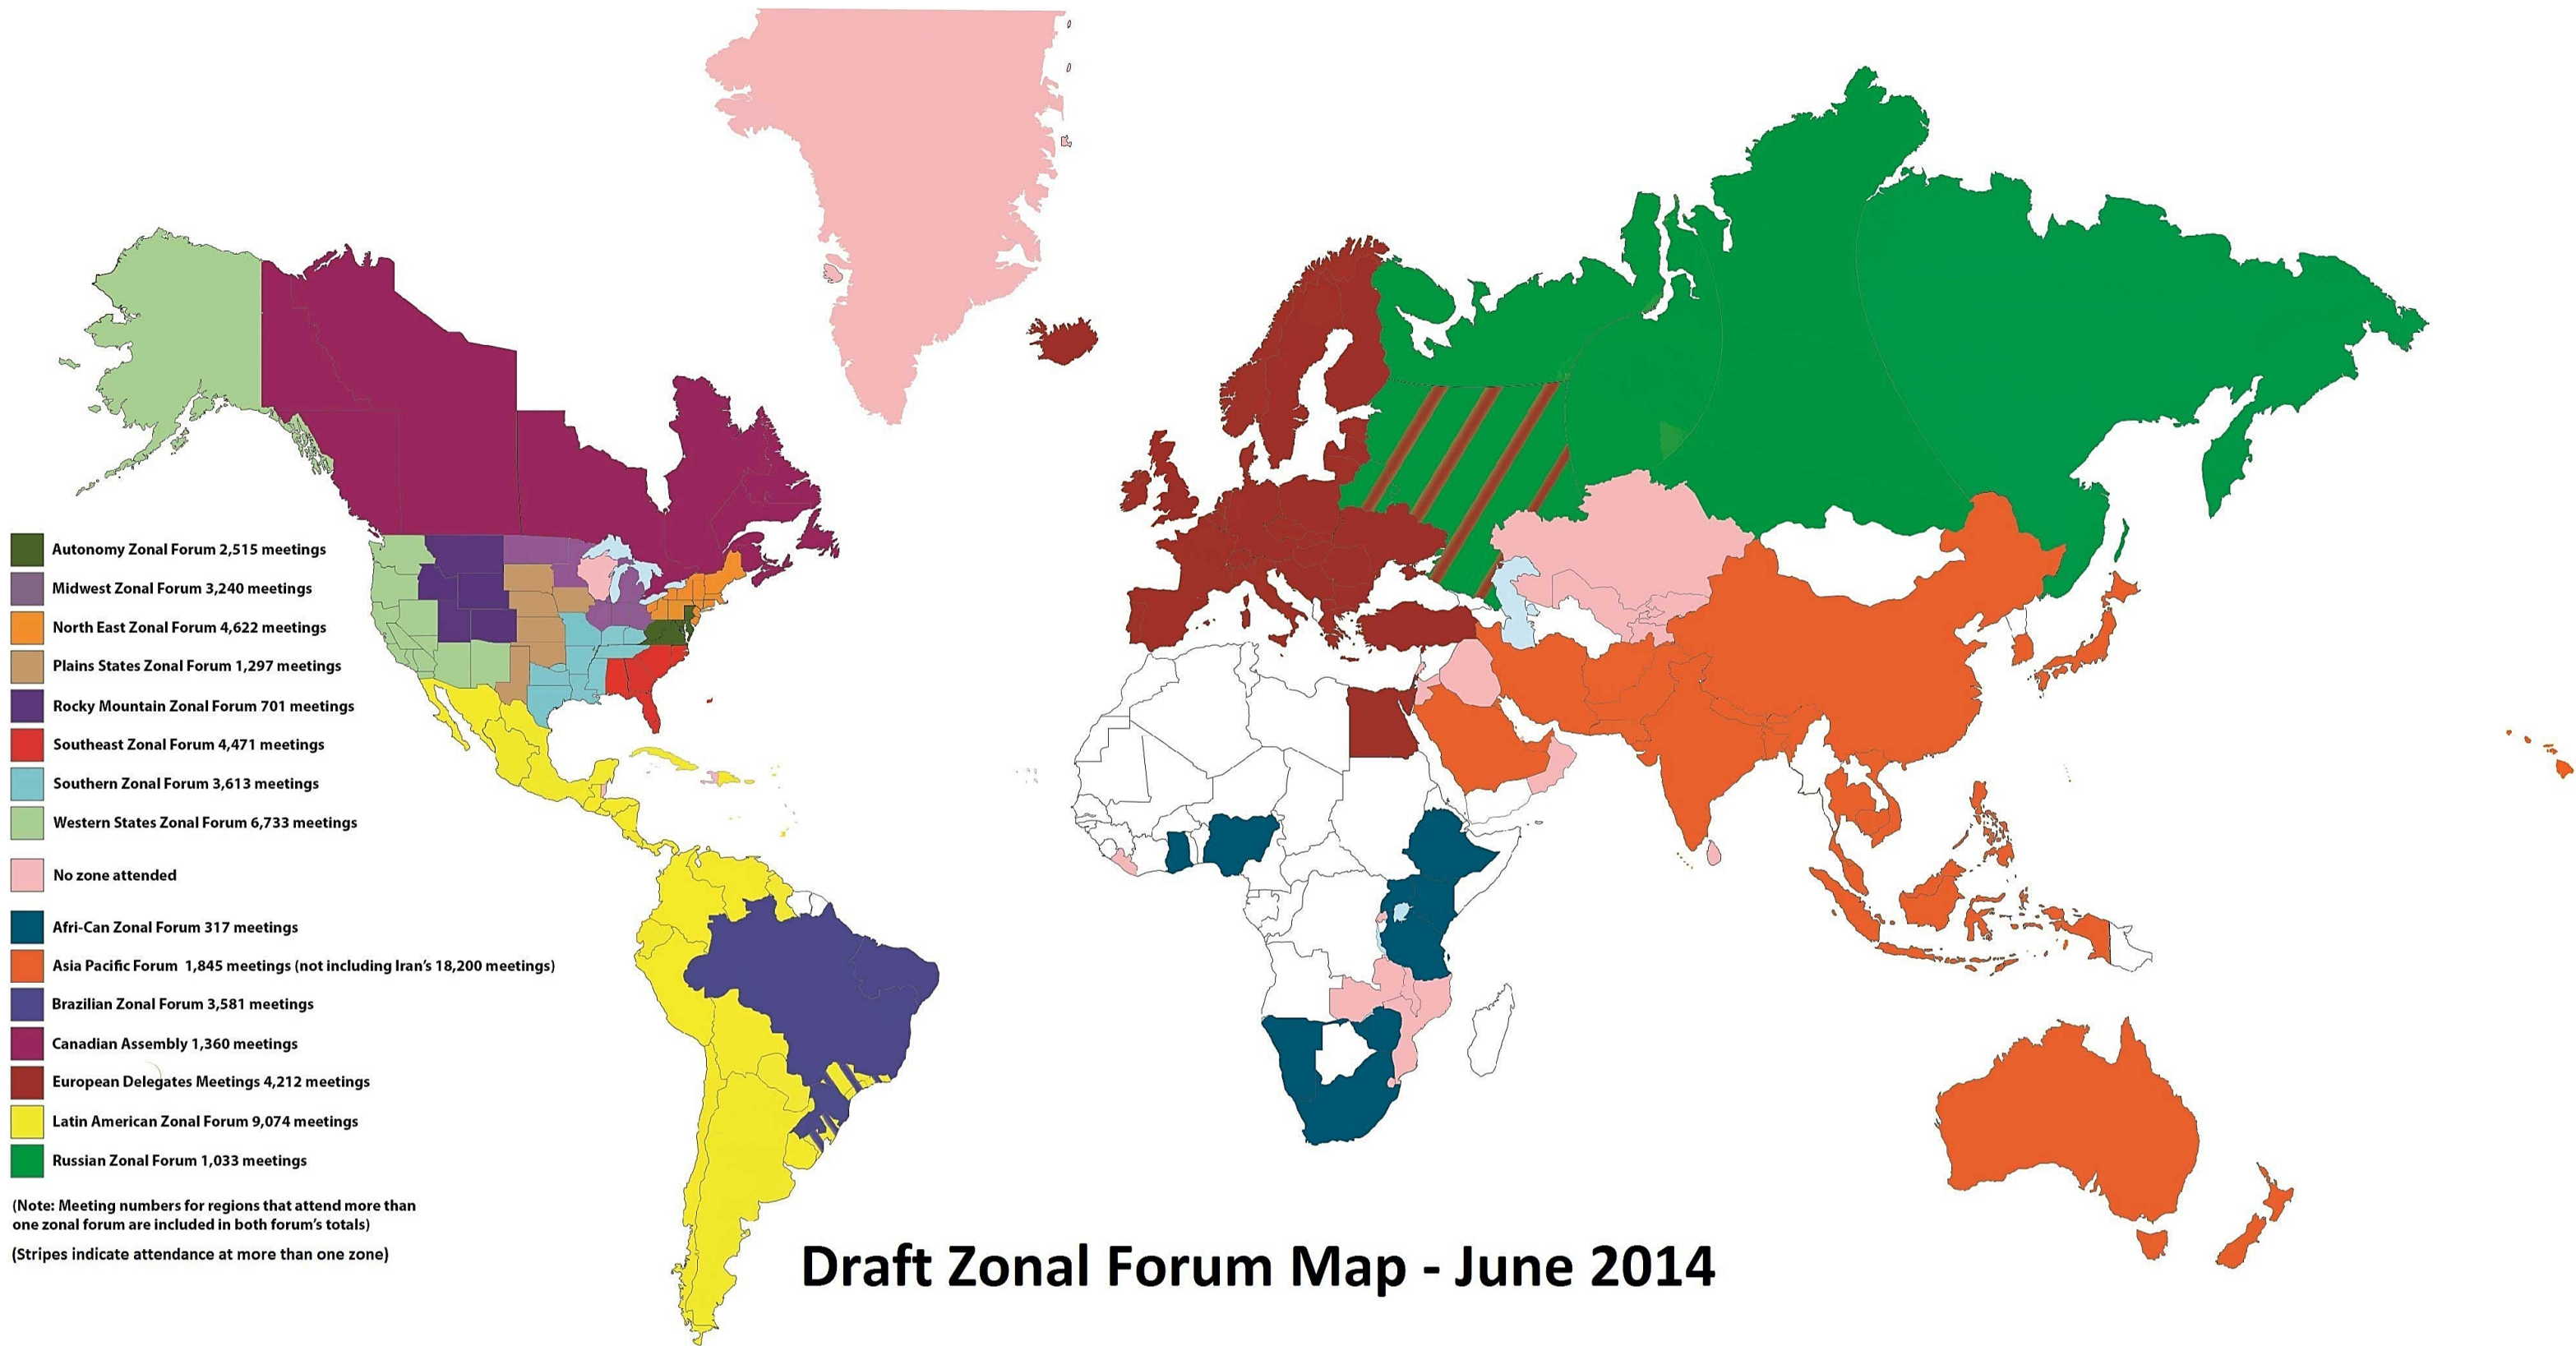 Autonomy Zonal Forum 2,515 meetings
Midwest Zonal Forum 3,240 meetings
North East Zonal Forum 4,622 meetings
Plains States Zonal Forum 1,297 meetings
Rocky Mountain Zonal Forum 701 meetings
Southeast Zonal Forum 4,471 meetings
Southern Zonal Forum 3,613 meetings
Western States Zonal Forum 6,733 meetings
No zone attended
Afri-Can Zonal Forum 317 meetings
Asia Pacific Forum 1,845 meetings (not including Iran's 18,200 meetings)
Brazilian Zonal Forum 3,581 meetings
Canadian Assembly 1,360 meetings
European Delegates Meetings 4,212 meetings
Latin American Zonal Forum 9,074 meetings
Russian Zonal Forum 1,033 meetings
(Note: Meeting numbers for regions that attend more than
one zonal forum are included in both forum's totals)
(Stripes indicate attendance at more than one zone)
Draft Zonal Forum Map - June 2014